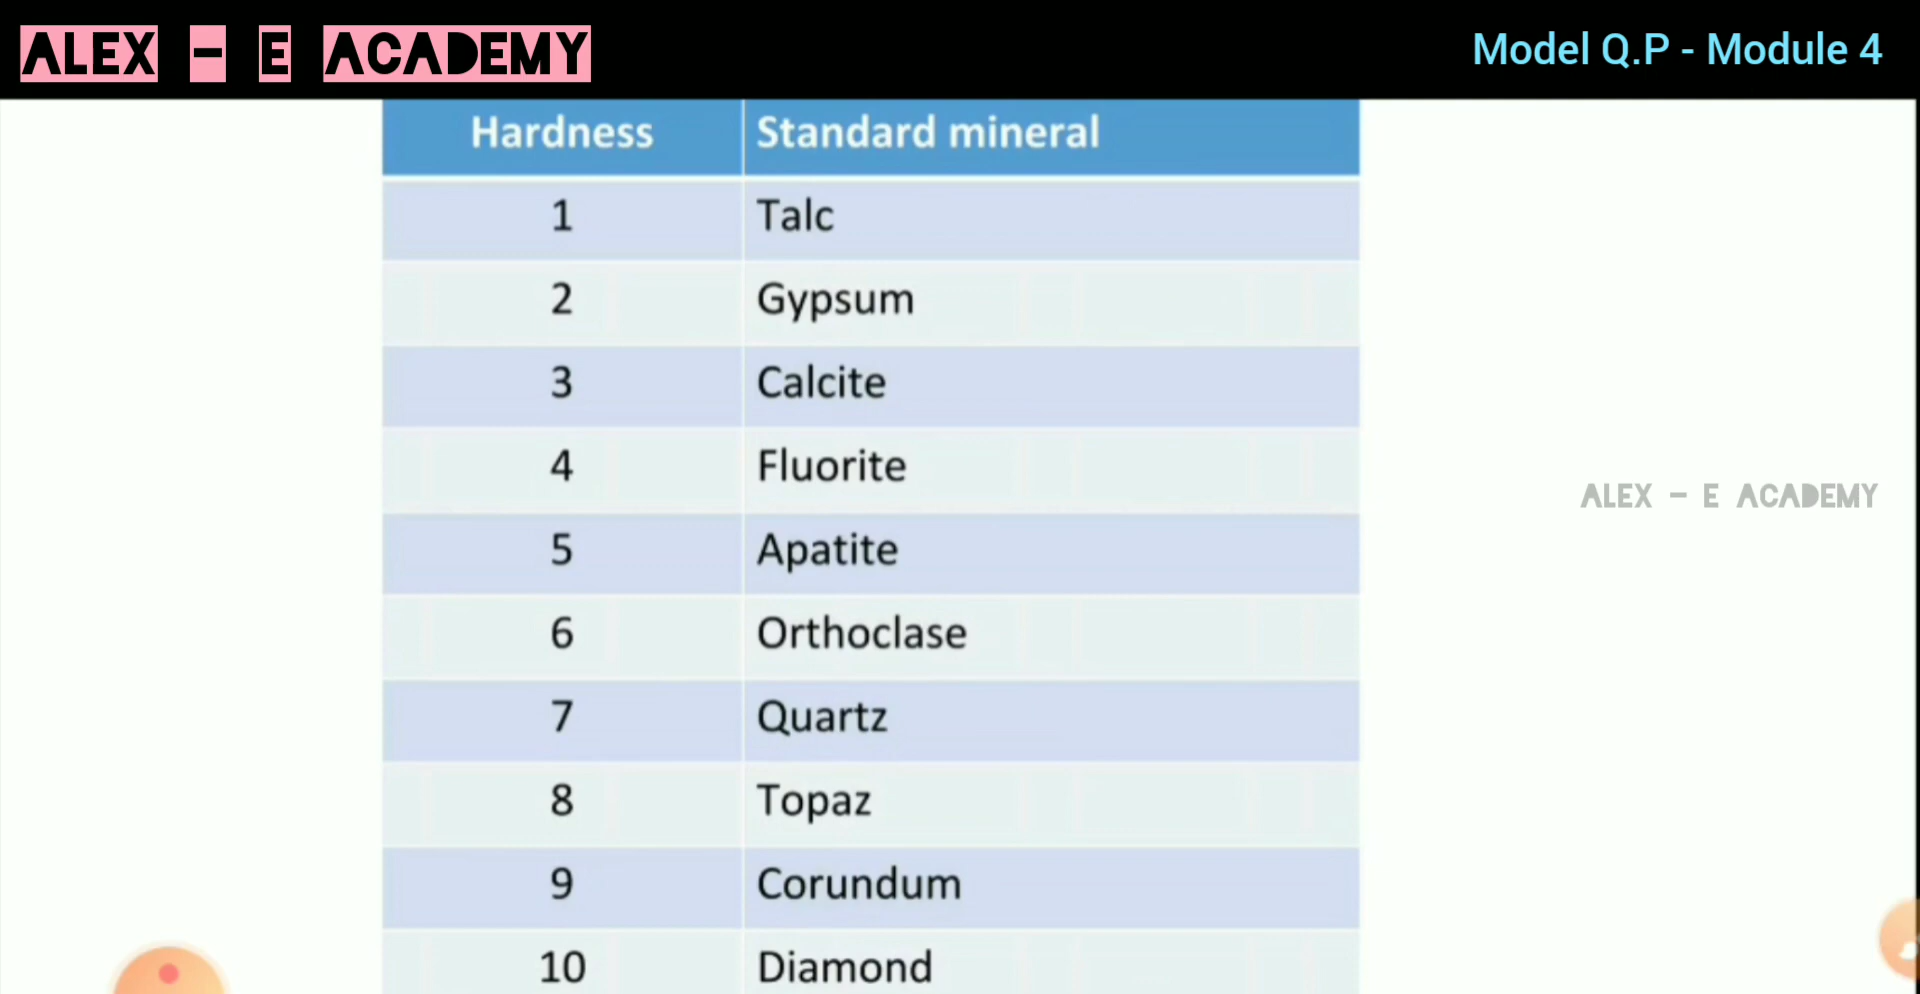 ALEX - E ACADEMY
Model Q.P - Module 4
Hardness Standard mineral
1 Talc
2 Gypsum
3 Calcite
4 Fluorite
ALEX - E ACADEMY
5 Apatite
6 Orthoclase
7 Quartz
8 Topaz
9 Corundum
10 Diamond